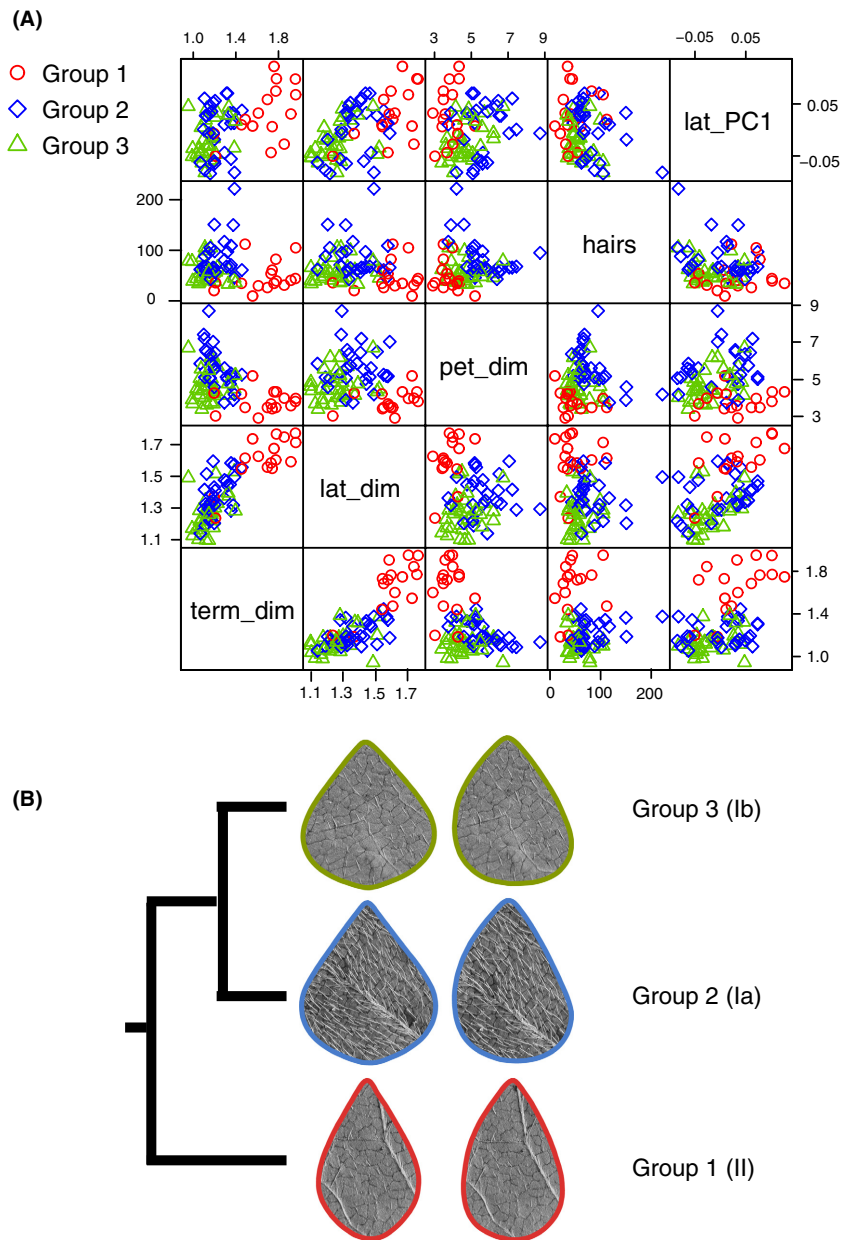 (A)
1.0 1.4 1.8 3 5 7 9 −0.05 0.05
Group 1
Group 2
Group 3
lat_PC1
0.05
−0.05
200
100
0
hairs
pet_dim
9
7
5
3
1.7
1.5
1.3
1.1
lat_dim
term_dim
1.8
1.4
1.0
1.1 1.3 1.5 1.7 0 100 200
(B)
Group 3 (Ib)
Group 2 (Ia)
Group 1 (II)